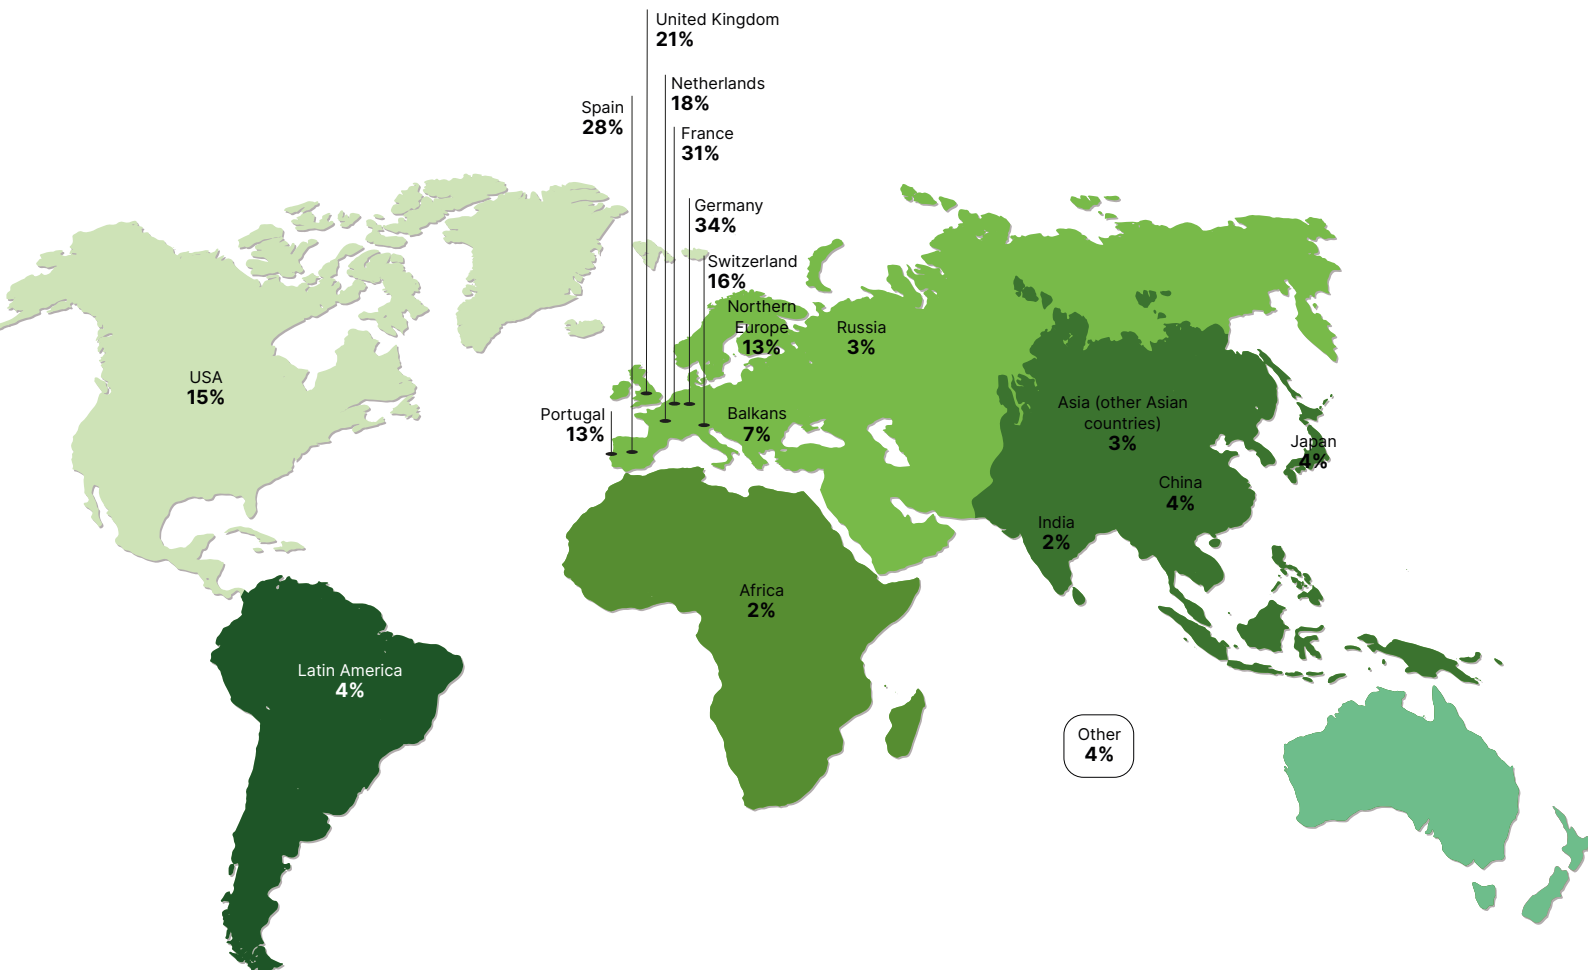 United Kingdom
21%
Netherlands
18%
Spain
28%
France
31%
Germany
34%
Switzerland
16%
Northern
Europe
13%
Russia
3%
USA
15%
Portugal
13%
Balkans
7%
Asia (other Asian
countries)
3%
Japan
4%
China
4%
India
2%
Africa
2%
Latin America
4%
Other
4%